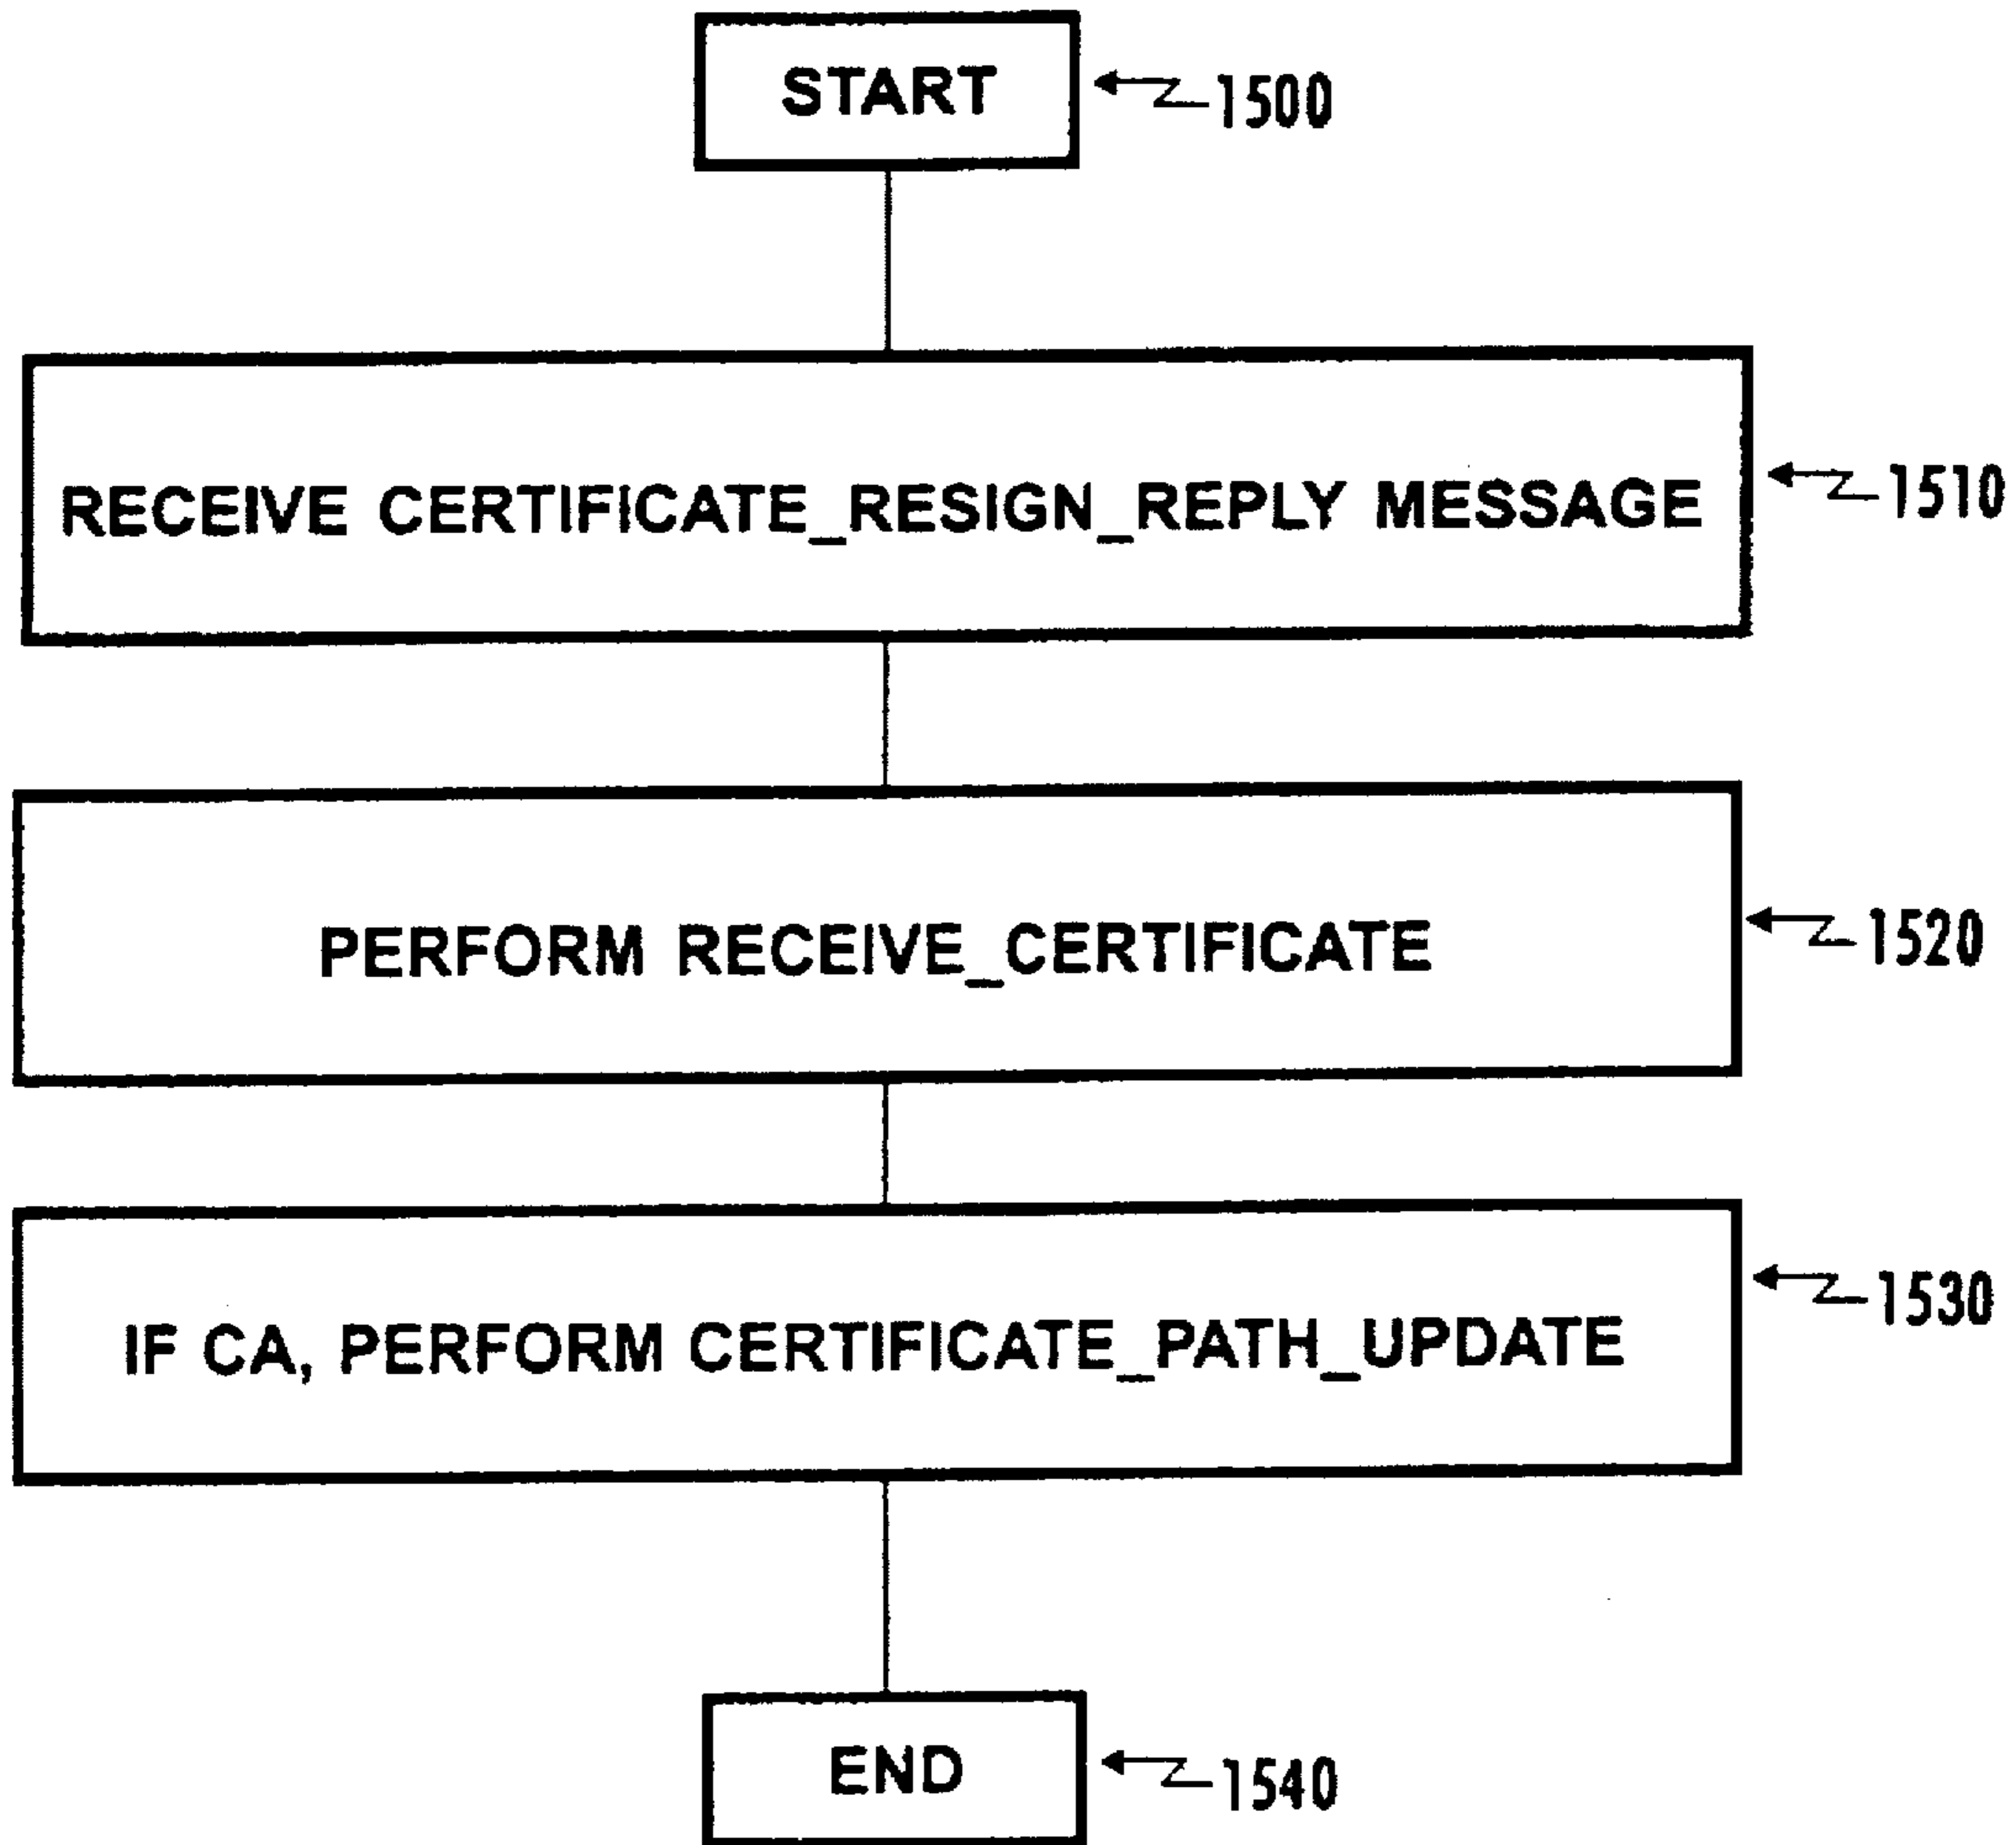 START
1500
RECEIVE CERTIFICATE_RESIGN_REPLY MESSAGE
1510
PERFORM RECEIVE_CERTIFICATE
1520
IF CA, PERFORM CERTIFICATE_PATH_UPDATE
1530
END
1540